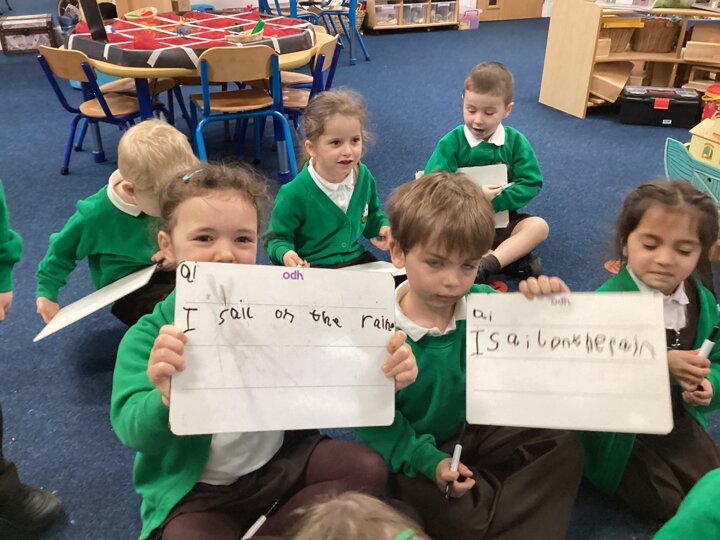 odh
ai
I sail on the rain
odh
ai
I sail on the rain